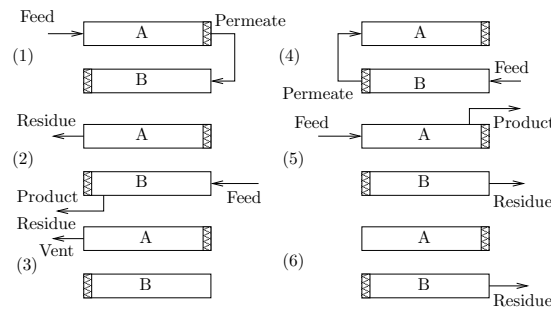 Feed
A
Permeate
(1)
B
Residue
A
(2)
B
Product
Feed
Residue
Vent
A
(3)
B
A
(4)
Feed
B
Permeate
Feed
A
Product
(5)
B
Residue
A
(6)
B
Residue